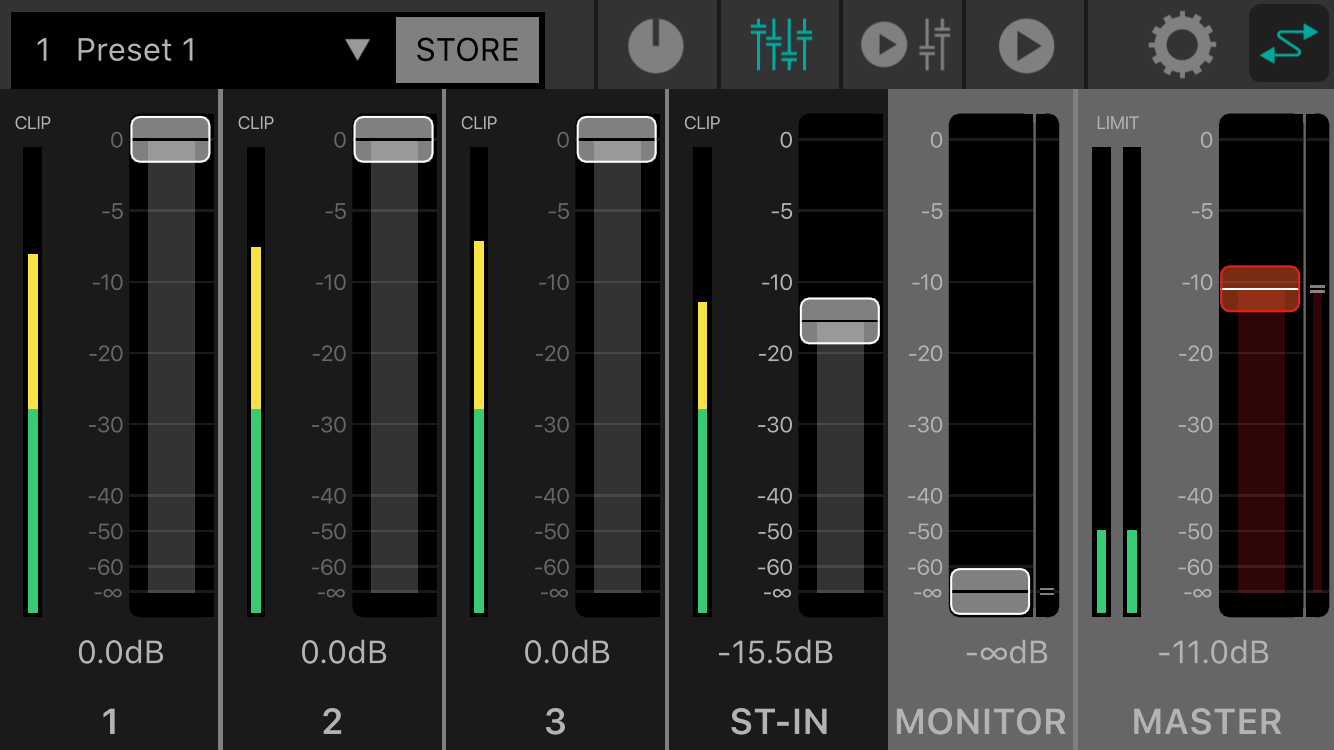 1 Preset 1 ▼ STORE
CLIP CLIP CLIP CLIP LIMIT
0 0 0 0 0 0
-5 -5 -5 -5 -5 -5
-10 -10 -10 -10 -10 -10
-20 -20 -20 -20 -20 -20
-30 -30 -30 -30 -30 -30
-40 -40 -40 -40 -40 -40
-50 -50 -50 -50 -50 -50
-60 -60 -60 -60 -60 -60
-∞ -∞ -∞ -∞ -∞ -∞
0.0dB 0.0dB 0.0dB -15.5dB -∞dB -11.0dB
1 2 3 ST-IN MONITOR MASTER